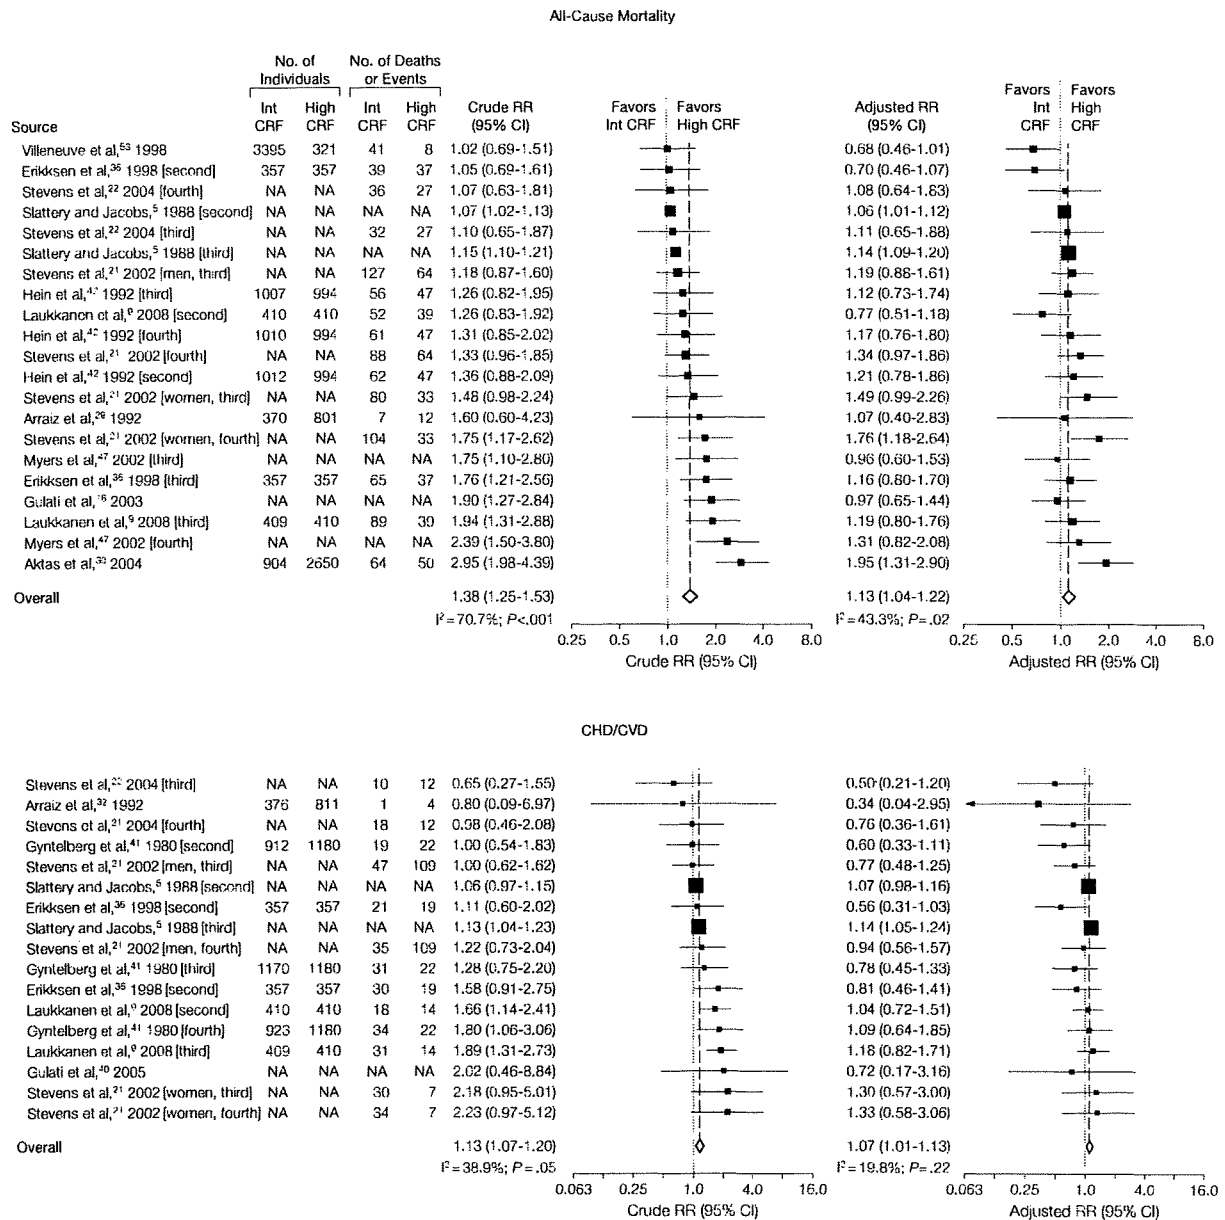 All-Cause Mortality
No. of Individuals No. of Deaths or Events
Source Int CRF High CRF Int CRF High CRF Crude RR (95% CI) Favors Int CRF Favors High CRF Adjusted RR (95% CI) Favors Int CRF Favors High CRF
Villeneuve et al,53 1998 3395 321 41 8 1.02 (0.69-1.51) 0.68 (0.46-1.01)
Erikksen et al,36 1998 [second] 357 357 39 37 1.05 (0.69-1.61) 0.70 (0.46-1.07)
Stevens et al,22 2004 [fourth] NA NA 36 27 1.07 (0.63-1.81) 1.08 (0.64-1.83)
Slattery and Jacobs,5 1988 [second] NA NA NA NA 1.07 (1.02-1.13) 1.06 (1.01-1.12)
Stevens et al,22 2004 [third] NA NA 32 27 1.10 (0.65-1.87) 1.11 (0.65-1.88)
Slattery and Jacobs,5 1988 [third] NA NA NA NA 1.15 (1.10-1.21) 1.14 (1.09-1.20)
Stevens et al,21 2002 [men, third] NA NA 127 64 1.18 (0.87-1.60) 1.19 (0.88-1.61)
Hein et al,42 1992 [third] 1007 994 56 47 1.26 (0.82-1.95) 1.12 (0.73-1.74)
Laukkanen et al,9 2008 [second] 410 410 52 39 1.26 (0.83-1.92) 0.77 (0.51-1.18)
Hein et al,42 1992 [fourth] 1010 994 61 47 1.31 (0.85-2.02) 1.17 (0.76-1.80)
Stevens et al,21 2002 [fourth] NA NA 88 64 1.33 (0.96-1.85) 1.34 (0.97-1.86)
Hein et al,42 1992 [second] 1012 994 62 47 1.36 (0.88-2.09) 1.21 (0.78-1.86)
Stevens et al,21 2002 [women, third] NA NA 80 33 1.48 (0.98-2.24) 1.49 (0.99-2.26)
Arraiz et al,29 1992 370 801 7 12 1.60 (0.60-4.23) 1.07 (0.40-2.83)
Stevens et al,21 2002 [women, fourth] NA NA 104 33 1.75 (1.17-2.62) 1.76 (1.18-2.64)
Myers et al,47 2002 [third] NA NA NA NA 1.75 (1.10-2.80) 0.96 (0.60-1.53)
Erikksen et al,36 1998 [third] 357 357 65 37 1.76 (1.21-2.56) 1.16 (0.80-1.70)
Gulati et al,16 2003 NA NA NA NA 1.90 (1.27-2.84) 0.97 (0.65-1.44)
Laukkanen et al,9 2008 [third] 409 410 89 39 1.94 (1.31-2.88) 1.19 (0.80-1.76)
Myers et al,47 2002 [fourth] NA NA NA NA 2.39 (1.50-3.80) 1.31 (0.82-2.08)
Aktas et al, 2004 904 2650 64 50 2.95 (1.98-4.39) 1.95 (1.31-2.90)
Overall 1.38 (1.25-1.53) 1.13 (1.04-1.22)
I²=70.7%; P<.001 I²=43.3%; P=.02
0.25 0.5 1.0 2.0 4.0 8.0 0.25 0.5 1.0 2.0 4.0 8.0
Crude RR (95% CI) Adjusted RR (95% CI)
CHD/CVD
Stevens et al,22 2004 [third] NA NA 10 12 0.65 (0.27-1.55) 0.50 (0.21-1.20)
Arraiz et al,32 1992 376 811 1 4 0.80 (0.09-6.97) 0.34 (0.04-2.95)
Stevens et al,21 2004 [fourth] NA NA 18 12 0.98 (0.46-2.08) 0.76 (0.36-1.61)
Gyntelberg et al,41 1980 [second] 912 1180 19 22 1.00 (0.54-1.83) 0.60 (0.33-1.11)
Stevens et al,21 2002 [men, third] NA NA 47 109 1.00 (0.62-1.62) 0.77 (0.48-1.25)
Slattery and Jacobs,5 1988 [second] NA NA NA NA 1.06 (0.97-1.15) 1.07 (0.98-1.16)
Erikksen et al,36 1998 [second] 357 357 21 19 1.11 (0.60-2.02) 0.56 (0.31-1.03)
Slattery and Jacobs,5 1988 [third] NA NA NA NA 1.13 (1.04-1.23) 1.14 (1.05-1.24)
Stevens et al,21 2002 [men, fourth] NA NA 35 109 1.22 (0.73-2.04) 0.94 (0.56-1.57)
Gyntelberg et al,41 1980 [third] 1170 1180 31 22 1.28 (0.75-2.20) 0.78 (0.45-1.33)
Erikksen et al,36 1998 [second] 357 357 30 19 1.58 (0.91-2.75) 0.81 (0.46-1.41)
Laukkanen et al,9 2008 [second] 410 410 18 14 1.66 (1.14-2.41) 1.04 (0.72-1.51)
Gyntelberg et al,41 1980 [fourth] 923 1180 34 22 1.80 (1.06-3.06) 1.09 (0.64-1.85)
Laukkanen et al,9 2008 [third] 409 410 31 14 1.89 (1.31-2.73) 1.18 (0.82-1.71)
Gulati et al,40 2005 NA NA NA NA 2.02 (0.46-8.84) 0.72 (0.17-3.16)
Stevens et al,21 2002 [women, third] NA NA 30 7 2.18 (0.95-5.01) 1.30 (0.57-3.00)
Stevens et al,21 2002 [women, fourth] NA NA 34 7 2.23 (0.97-5.12) 1.33 (0.58-3.06)
Overall 1.13 (1.07-1.20) 1.07 (1.01-1.13)
I²=38.9%; P=.05 I²=19.8%; P=.22
0.063 0.25 1.0 4.0 16.0 0.063 0.25 1.0 4.0 16.0
Crude RR (95% CI) Adjusted RR (95% CI)